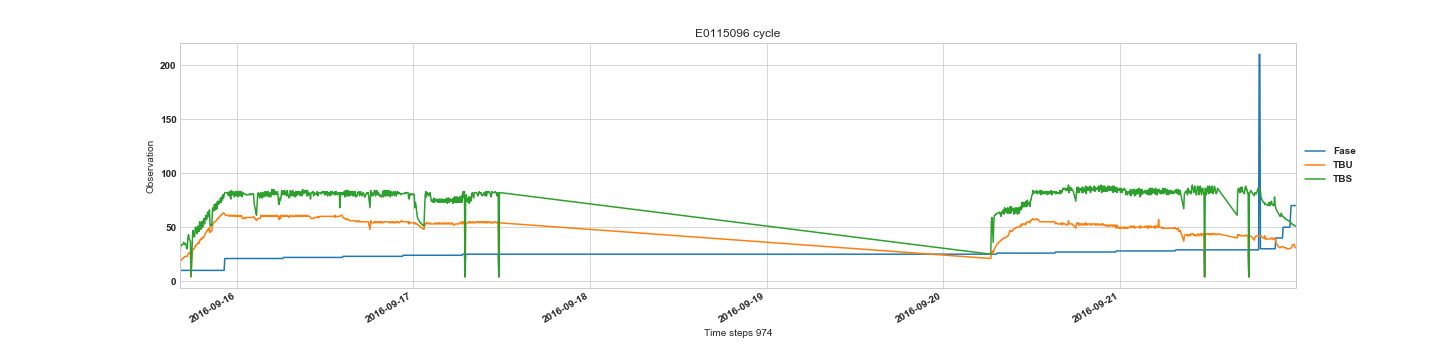 E0115096 cycle
200
150
100
50
0
Observation
Fase
TBU
TBS
2016-09-16
2016-09-17
2016-09-18
2016-09-19
2016-09-20
2016-09-21
Time steps 974